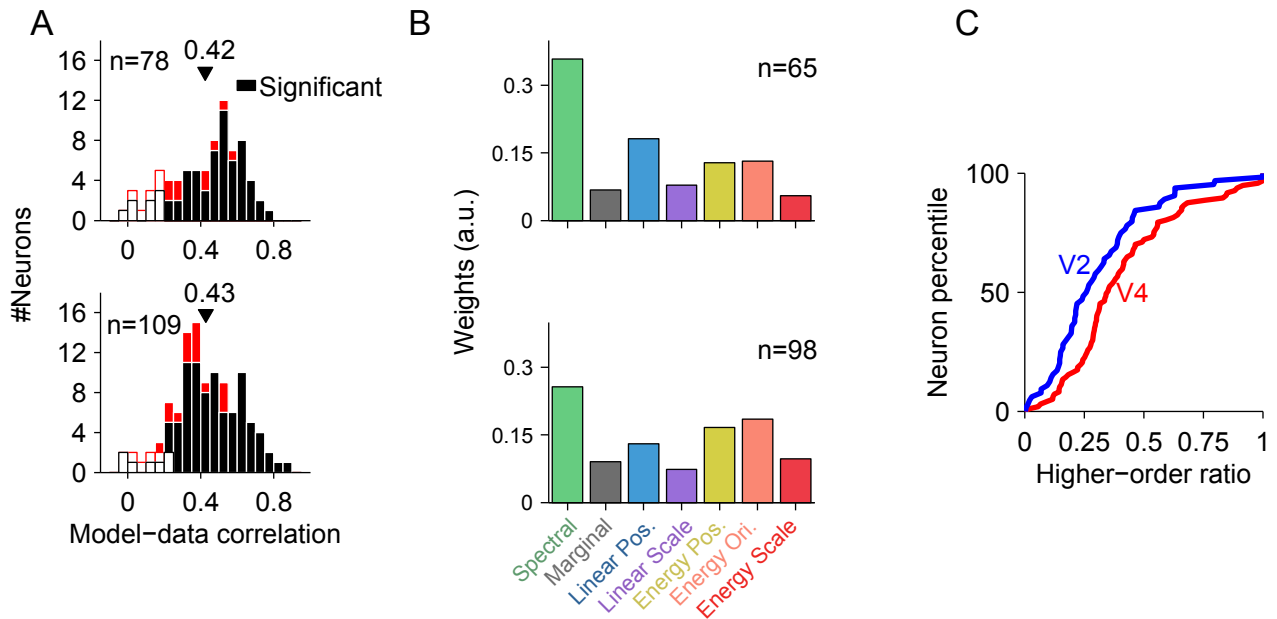 A
B
C
16
12
8
4
0
n=78
0.42
Significant
0
0.4
0.8
#Neurons
16
12
8
4
0
n=109
0.43
0
0.4
0.8
Model−data correlation
0.3
0.15
0
n=65
Weights (a.u.)
0.3
0.15
0
n=98
Spectral
Marginal
Linear Pos.
Linear Scale
Energy Pos.
Energy Ori.
Energy Scale
100
50
0
Neuron percentile
V2
V4
0
0.25
0.5
0.75
1
Higher−order ratio